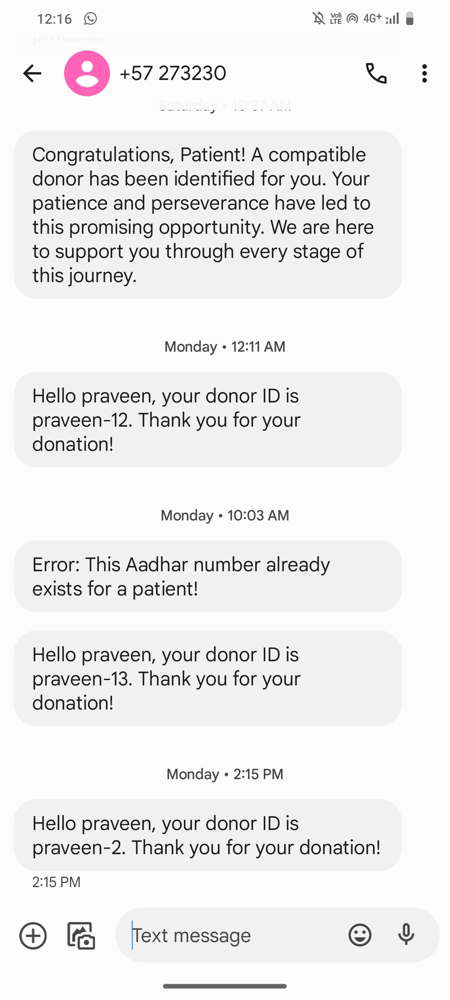 12:16
Vo) LTE 4G+
process.
+57 273230
Saturday • 10:37 AM
Congratulations, Patient! A compatible
donor has been identified for you. Your
patience and perseverance have led to
this promising opportunity. We are here
to support you through every stage of
this journey.
Monday • 12:11 AM
Hello praveen, your donor ID is
praveen-12. Thank you for your
donation!
Monday • 10:03 AM
Error: This Aadhar number already
exists for a patient!
Hello praveen, your donor ID is
praveen-13. Thank you for your
donation!
Monday • 2:15 PM
Hello praveen, your donor ID is
praveen-2. Thank you for your donation!
2:15 PM
Text message